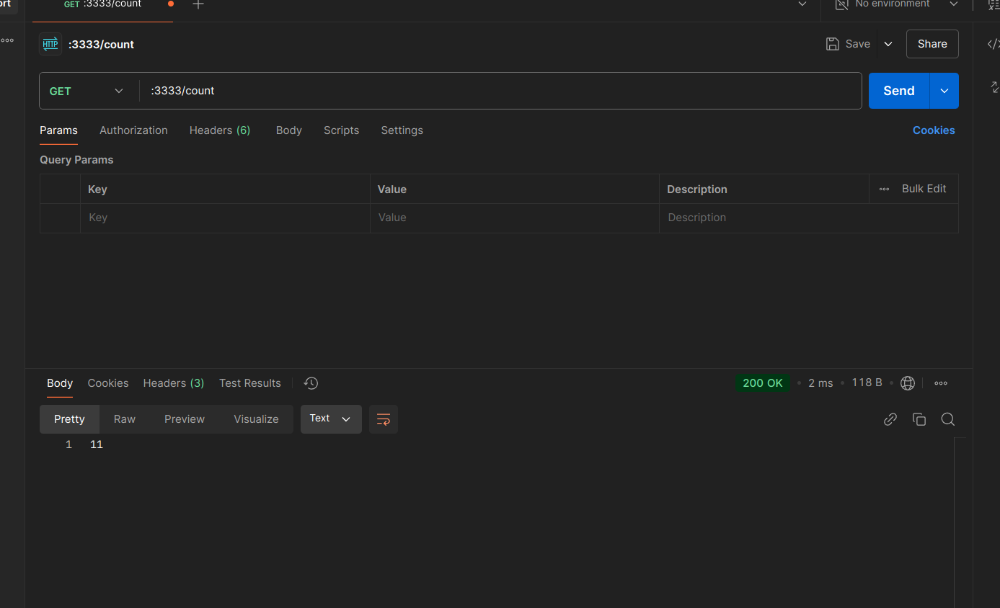 ort GET :3333/count No environment
HTTP :3333/count Save Share
GET :3333/count Send
Params Authorization Headers (6) Body Scripts Settings Cookies
Query Params
Key Value Description Bulk Edit
Key Value Description
Body Cookies Headers (3) Test Results 200 OK 2 ms 118 B
Pretty Raw Preview Visualize Text
1 11